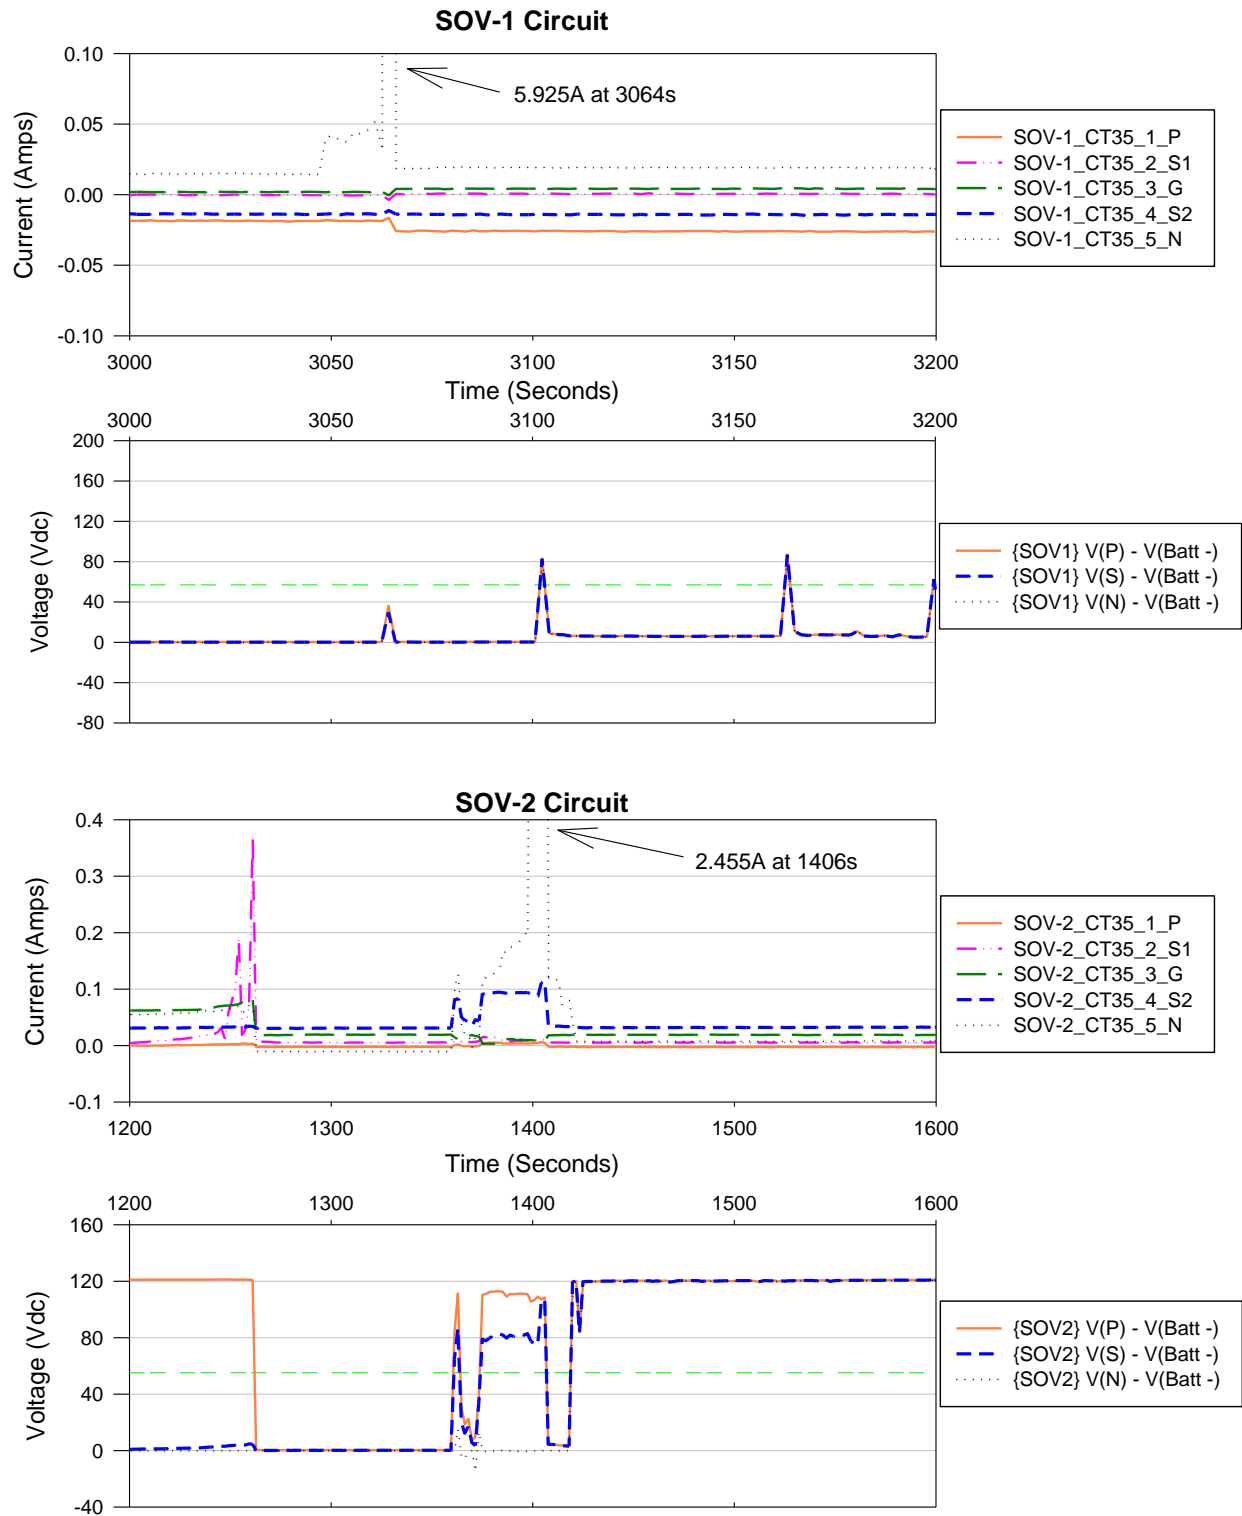 SOV-1 Circuit
0.10
0.05
0.00
-0.05
-0.10
Current (Amps)
5.925A at 3064s
3000 3050 3100 3150 3200
Time (Seconds)
SOV-1_CT35_1_P
SOV-1_CT35_2_S1
SOV-1_CT35_3_G
SOV-1_CT35_4_S2
SOV-1_CT35_5_N
3000 3050 3100 3150 3200
200
160
120
80
40
0
-40
-80
Voltage (Vdc)
{SOV1} V(P) - V(Batt -)
{SOV1} V(S) - V(Batt -)
{SOV1} V(N) - V(Batt -)
SOV-2 Circuit
0.4
0.3
0.2
0.1
0.0
-0.1
Current (Amps)
2.455A at 1406s
1200 1300 1400 1500 1600
Time (Seconds)
SOV-2_CT35_1_P
SOV-2_CT35_2_S1
SOV-2_CT35_3_G
SOV-2_CT35_4_S2
SOV-2_CT35_5_N
1200 1300 1400 1500 1600
160
120
80
40
0
-40
Voltage (Vdc)
{SOV2} V(P) - V(Batt -)
{SOV2} V(S) - V(Batt -)
{SOV2} V(N) - V(Batt -)